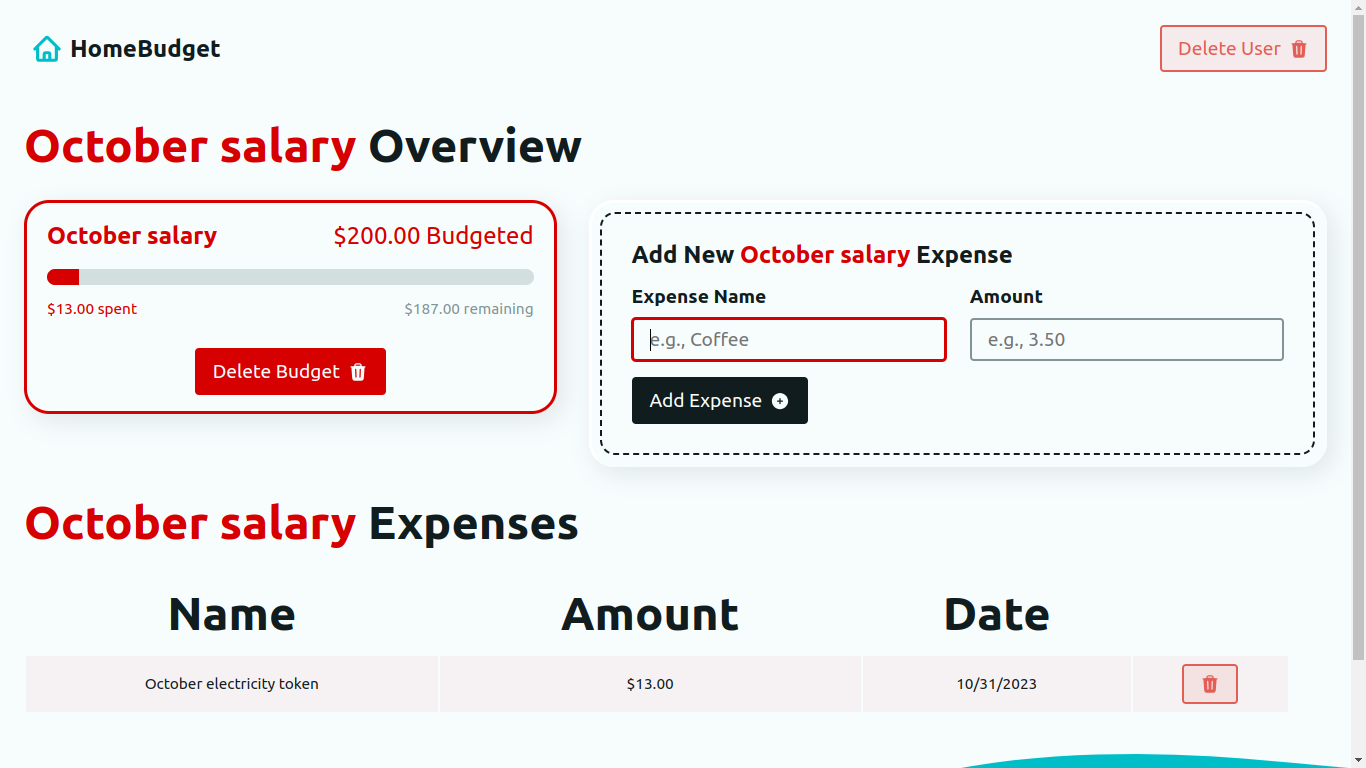 HomeBudget
Delete User
October salary Overview
October salary
$200.00 Budgeted
$13.00 spent
$187.00 remaining
Delete Budget
Add New October salary Expense
Expense Name
Amount
e.g., Coffee
e.g., 3.50
Add Expense
October salary Expenses
Name Amount Date
October electricity token $13.00 10/31/2023